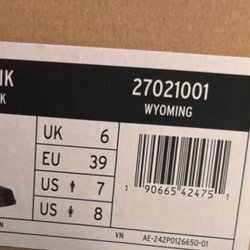 IK
27021001
K
WYOMING
UK 6
EU 39
US 7
US 8
1 90665 42475 1
N
VN
AE-242P0126650-01